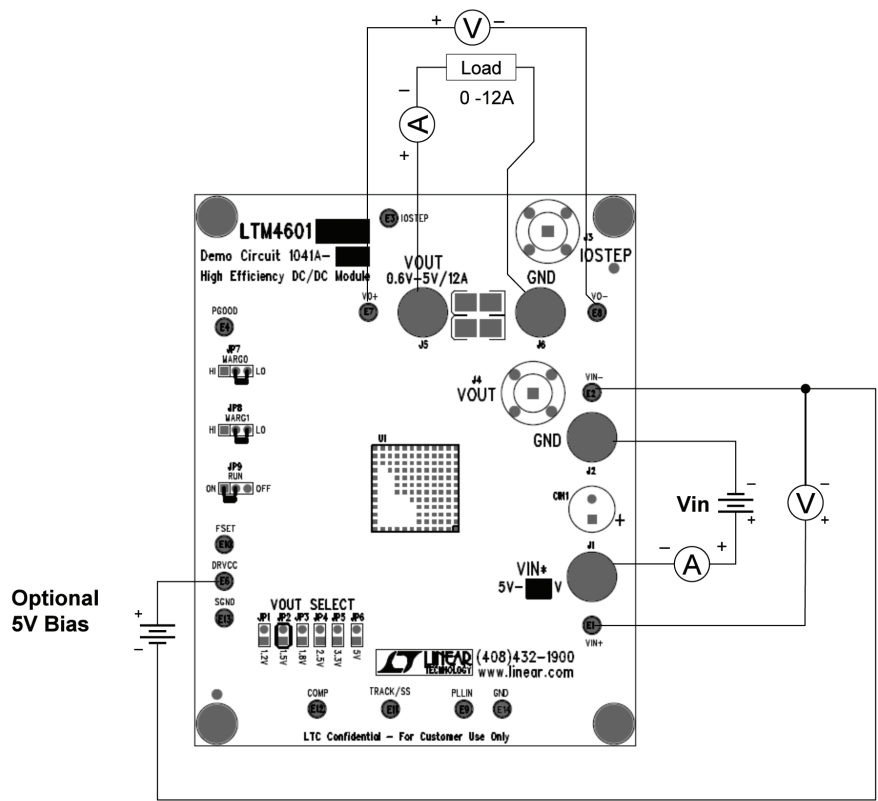 + V −
Load
0 -12A
−
A
+
E3 IOSTEP
LTM4601
Demo Circuit 1041A-
High Efficiency DC/DC Module
VOUT
0.6V-5V/12A
J3
IOSTEP
GND
VO+
E7
J5
J6
VO-
E8
PGOOD
E4
JP7
MARG0
HI LO
J4
VOUT
VIN-
E2
JP8
MARG1
HI LO
U1
GND
J2
JP9
RUN
ON OFF
CIN1
+
Vin
−
+
−
V
+
FSET
E10
J1
− A +
DRVCC
E6
VIN*
5V- V
Optional
5V Bias
+
−
SGND
E13
VOUT SELECT
JP1 JP2 JP3 JP4 JP5 JP6
1.2V 1.5V 1.8V 2.5V 3.3V 5V
E1
VIN+
LINEAR
TECHNOLOGY
(408)432-1900
www.linear.com
COMP
E12
TRACK/SS
E11
PLLIN
E9
GND
E14
LTC Confidential - For Customer Use Only